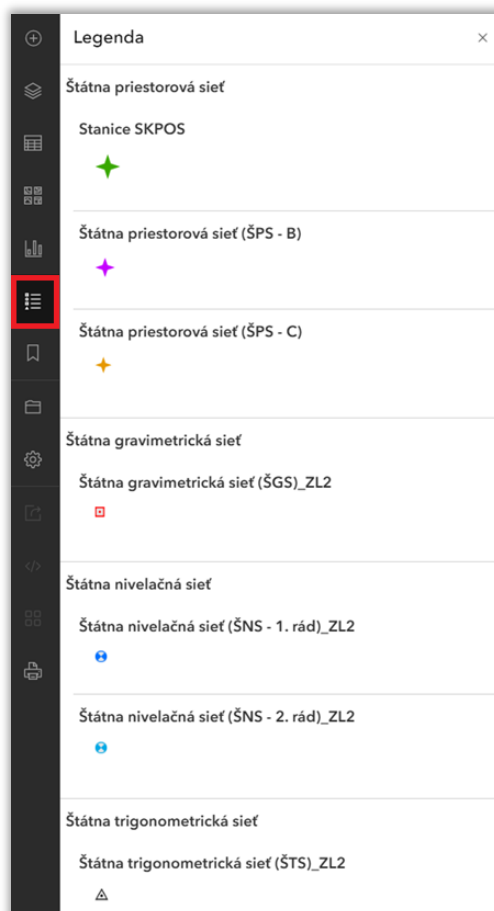 Legenda
Štátna priestorová sieť
Stanice SKPOS
Štátna priestorová sieť (ŠPS - B)
Štátna priestorová sieť (ŠPS - C)
Štátna gravimetrická sieť
Štátna gravimetrická sieť (ŠGS)_ZL2
Štátna nivelačná sieť
Štátna nivelačná sieť (ŠNS - 1. rád)_ZL2
Štátna nivelačná sieť (ŠNS - 2. rád)_ZL2
Štátna trigonometrická sieť
Štátna trigonometrická sieť (ŠTS)_ZL2